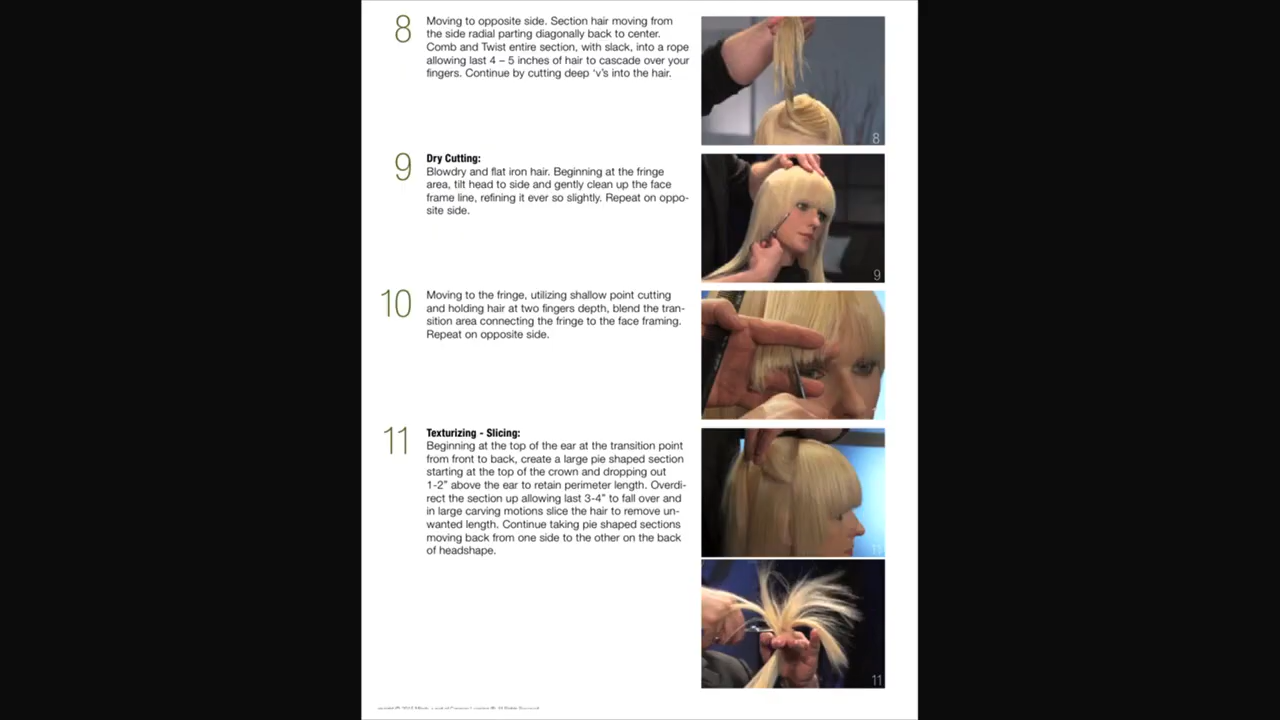 8
Moving to opposite side. Section hair moving from
the side radial parting diagonally back to center.
Comb and Twist entire section, with slack, into a rope
allowing last 4 – 5 inches of hair to cascade over your
fingers. Continue by cutting deep ‘v’s into the hair.
8
9
Dry Cutting:
Blowdry and flat iron hair. Beginning at the fringe
area, tilt head to side and gently clean up the face
frame line, refining it ever so slightly. Repeat on oppo-
site side.
9
10
Moving to the fringe, utilizing shallow point cutting
and holding hair at two fingers depth, blend the tran-
sition area connecting the fringe to the face framing.
Repeat on opposite side.
11
Texturizing - Slicing:
Beginning at the top of the ear at the transition point
from front to back, create a large pie shaped section
starting at the top of the crown and dropping out
1-2” above the ear to retain perimeter length. Overdi-
rect the section up allowing last 3-4” to fall over and
in large carving motions slice the hair to remove un-
wanted length. Continue taking pie shaped sections
moving back from one side to the other on the back
of headshape.
11
11